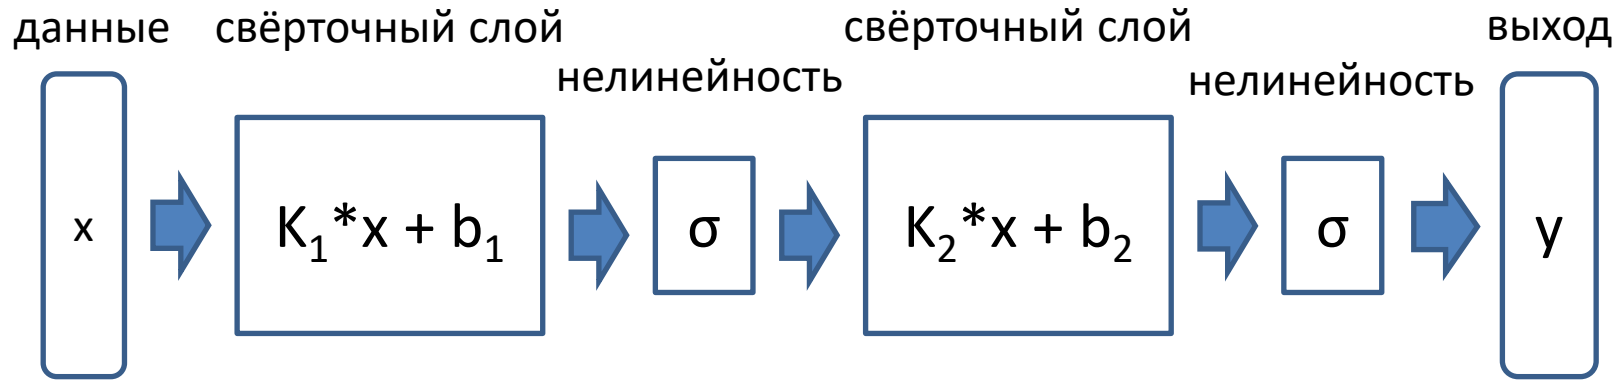 данные
свёрточный слой
нелинейность
свёрточный слой
нелинейность
выход
x
K₁*x + b₁
σ
K₂*x + b₂
σ
y